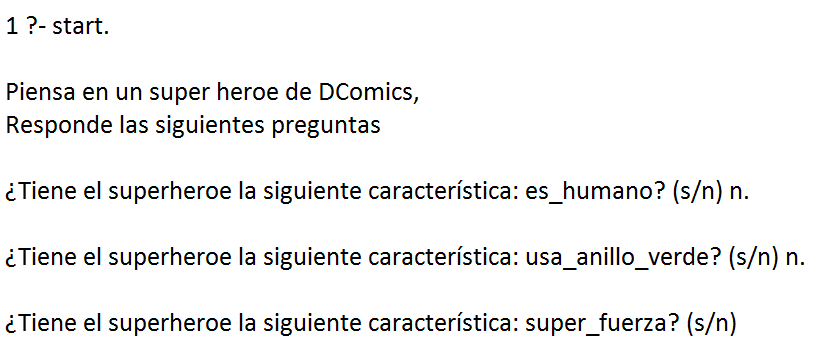 1 ?- start.
Piensa en un super heroe de DComics,
Responde las siguientes preguntas
¿Tiene el superheroe la siguiente característica: es_humano? (s/n) n.
¿Tiene el superheroe la siguiente característica: usa_anillo_verde? (s/n) n.
¿Tiene el superheroe la siguiente característica: super_fuerza? (s/n)